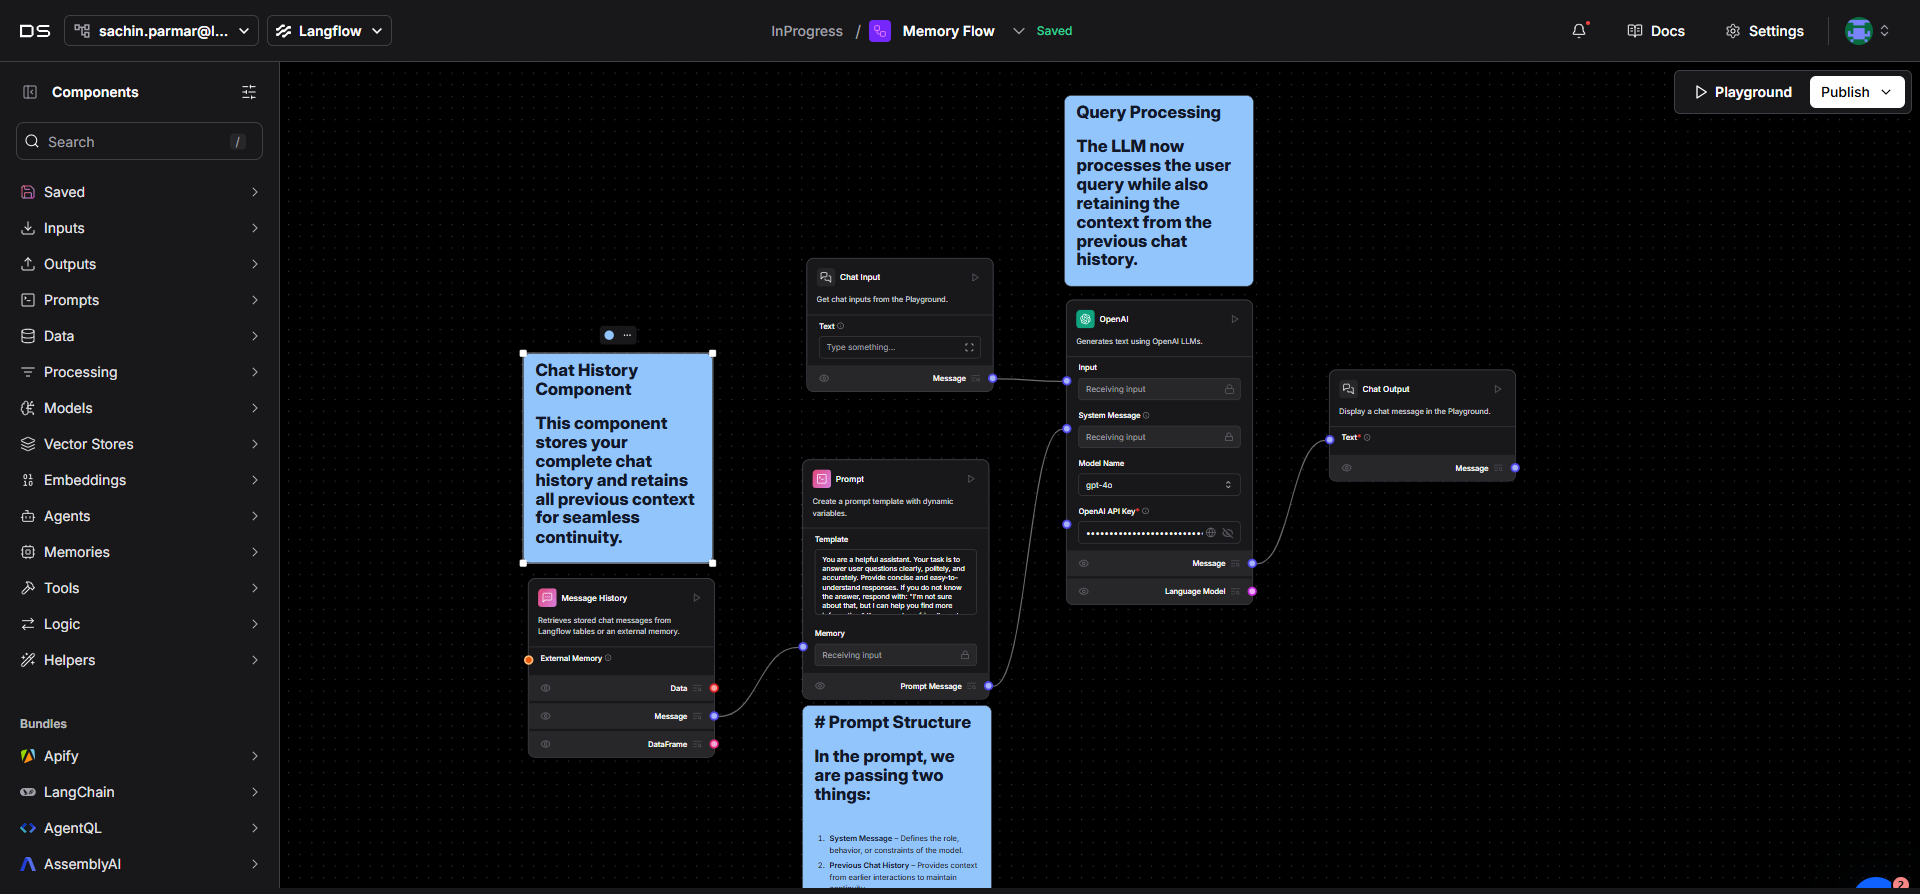 DS
sachin.parmar@l...
Langflow
InProgress / Memory Flow
Saved
Docs
Settings
Components
Search
/
Saved
Inputs
Outputs
Prompts
Data
Processing
Models
Vector Stores
Embeddings
Agents
Memories
Tools
Logic
Helpers
Bundles
Apify
LangChain
AgentQL
AssemblyAI
Playground
Publish
Query Processing
The LLM now
processes the user
query while also
retaining the
context from the
previous chat
history.
Chat Input
Get chat inputs from the Playground.
Text
Type something...
Message
Chat History
Component
This component
stores your
complete chat
history and retains
all previous context
for seamless
continuity.
Message History
Retrieves stored chat messages from
Langflow tables or an external memory.
External Memory
Data
Message
DataFrame
Prompt
Create a prompt template with dynamic
variables.
Template
You are a helpful assistant. Your task is to
answer user questions clearly, politely, and
accurately. Provide concise and easy-to-
understand responses. If you do not know
the answer, respond with: "I'm not sure
about that, but I can help you find more
Memory
Receiving input
Prompt Message
# Prompt Structure
In the prompt, we
are passing two
things:
1. System Message – Defines the role,
behavior, or constraints of the model.
2. Previous Chat History – Provides context
from earlier interactions to maintain
OpenAI
Generates text using OpenAI LLMs.
Input
Receiving input
System Message
Receiving input
Model Name
gpt-4o
OpenAI API Key*
•••••••••••••••••••••••••
Message
Language Model
Chat Output
Display a chat message in the Playground.
Text*
Message
2